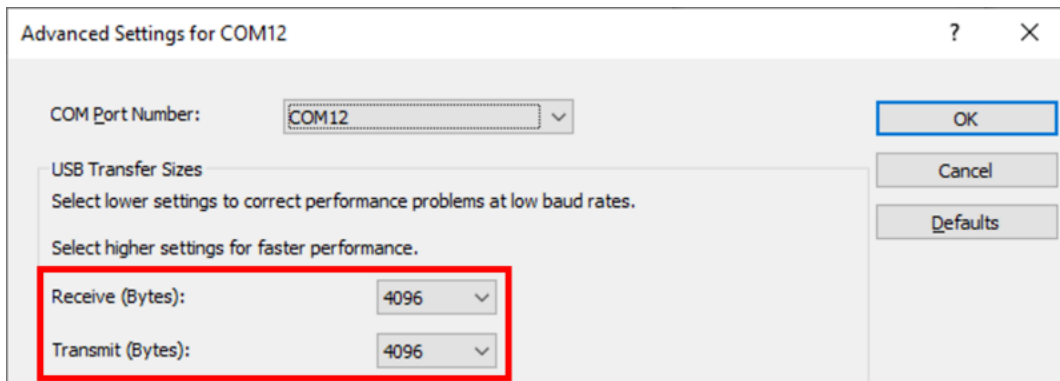 Advanced Settings for COM12
?
COM Port Number:
COM12
OK
USB Transfer Sizes
Cancel
Select lower settings to correct performance problems at low baud rates.
Defaults
Select higher settings for faster performance.
Receive (Bytes):
4096
Transmit (Bytes):
4096